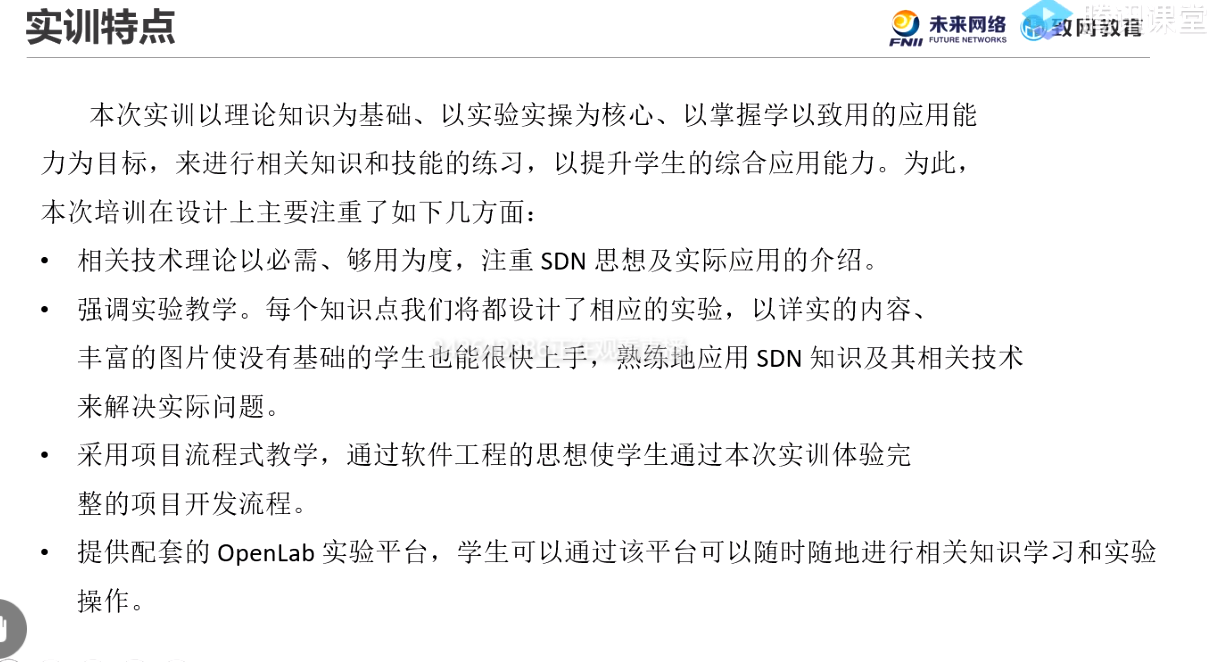 实训特点
未来网络
FNII FUTURE NETWORKS
致网教育
腾讯课堂
本次实训以理论知识为基础、以实验实操为核心、以掌握学以致用的应用能
力为目标，来进行相关知识和技能的练习，以提升学生的综合应用能力。为此，
本次培训在设计上主要注重了如下几方面：
• 相关技术理论以必需、够用为度，注重 SDN 思想及实际应用的介绍。
• 强调实验教学。每个知识点我们将都设计了相应的实验，以详实的内容、
丰富的图片使没有基础的学生也能很快上手，熟练地应用 SDN 知识及其相关技术
来解决实际问题。
• 采用项目流程式教学，通过软件工程的思想使学生通过本次实训体验完
整的项目开发流程。
• 提供配套的 OpenLab 实验平台，学生可以通过该平台可以随时随地进行相关知识学习和实验
操作。